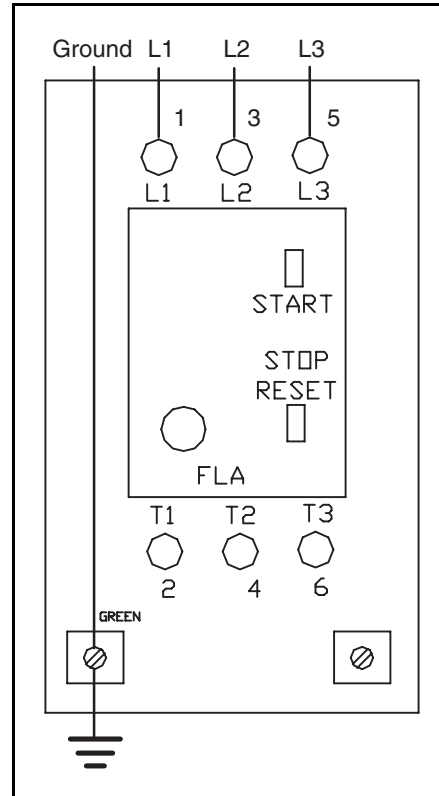 Ground L1 L2 L3
1 3 5
L1 L2 L3
START
STOP
RESET
FLA
T1 T2 T3
2 4 6
GREEN